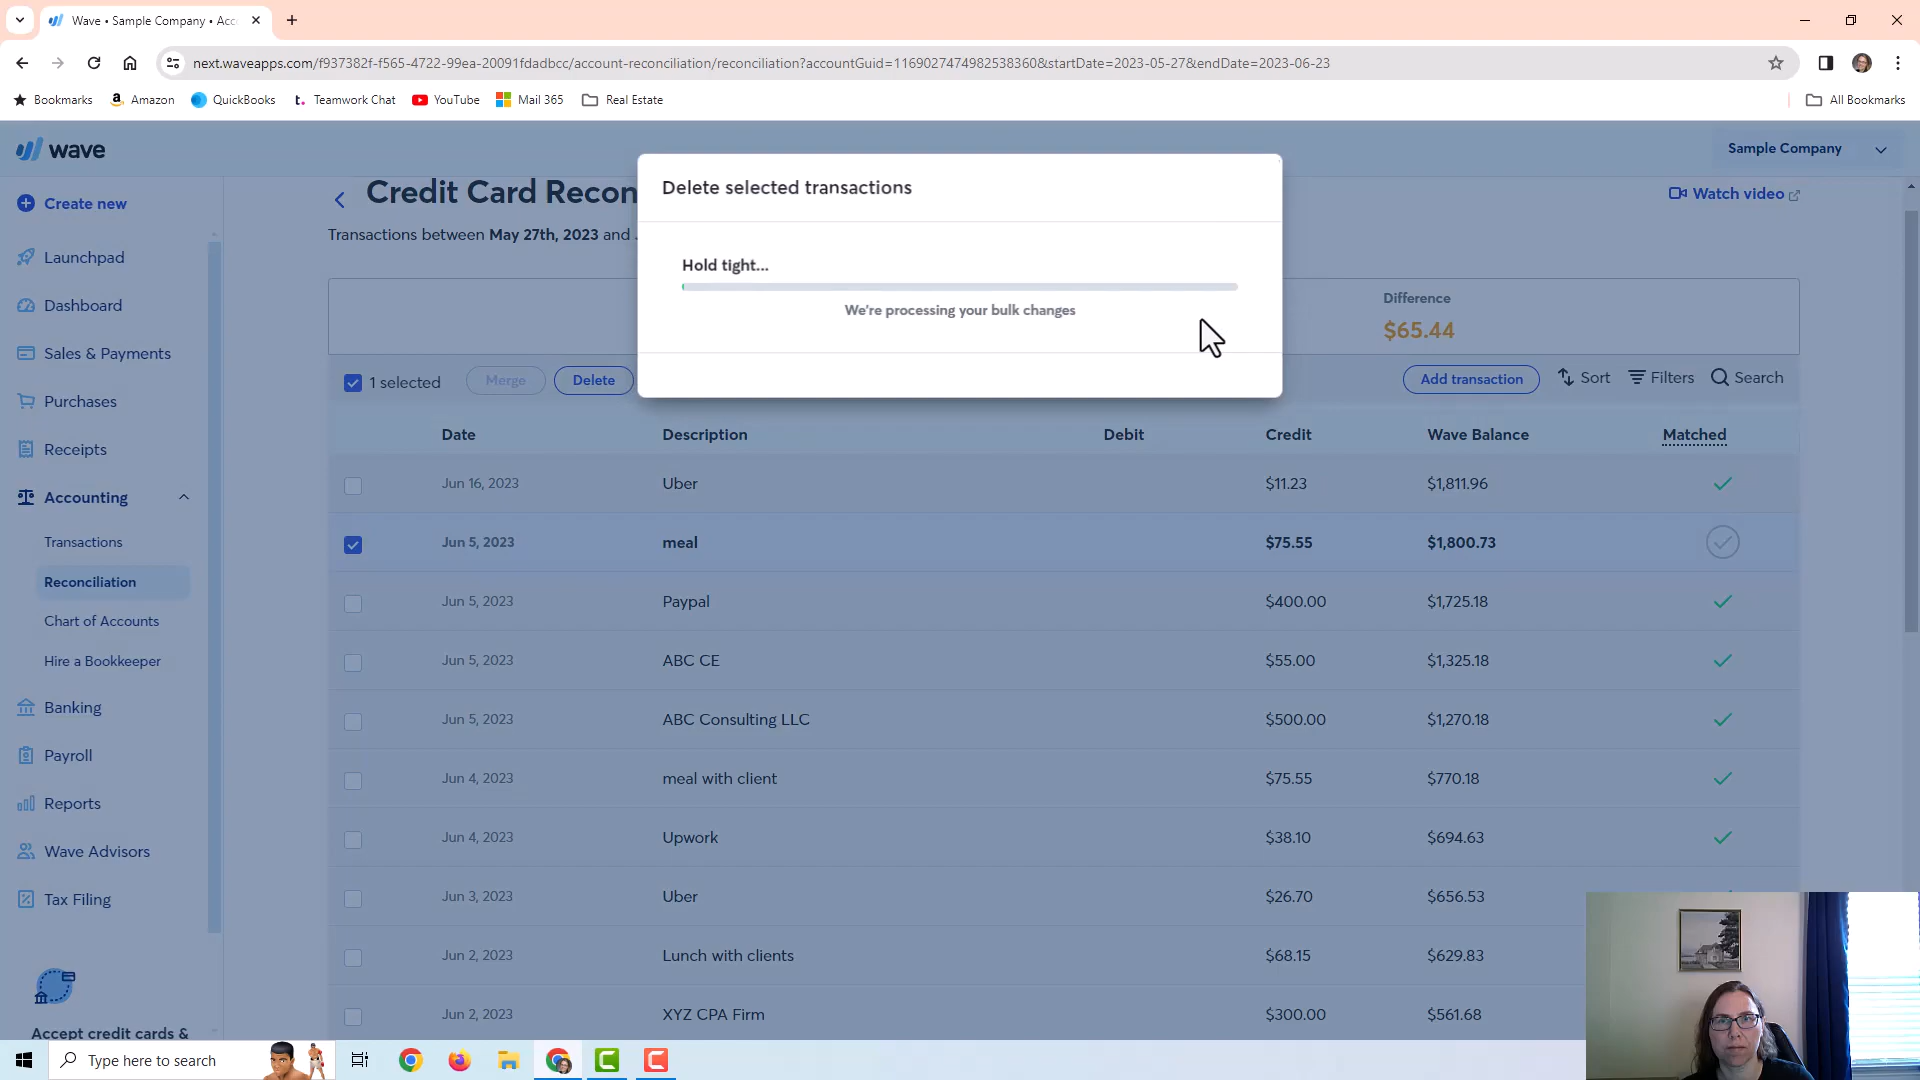 Wave • Sample Company • Acc
next.waveapps.com/f937382f-f565-4722-99ea-20091fdadbcc/account-reconciliation/reconciliation?accountGuid=1169027474982538360&startDate=2023-05-27&endDate=2023-06-23
Bookmarks
Amazon
QuickBooks
Teamwork Chat
YouTube
Mail 365
Real Estate
All Bookmarks
wave
Sample Company
Create new
Launchpad
Dashboard
Sales & Payments
Purchases
Receipts
Accounting
Transactions
Reconciliation
Chart of Accounts
Hire a Bookkeeper
Banking
Payroll
Reports
Wave Advisors
Tax Filing
Accept credit cards &
Credit Card Recon
Watch video
Transactions between May 27th, 2023 and
Delete selected transactions
Hold tight...
We're processing your bulk changes
Difference
$65.44
1 selected
Merge
Delete
Add transaction
Sort
Filters
Search
Date Description Debit Credit Wave Balance Matched
Jun 16, 2023 Uber $11.23 $1,811.96
Jun 5, 2023 meal $75.55 $1,800.73
Jun 5, 2023 Paypal $400.00 $1,725.18
Jun 5, 2023 ABC CE $55.00 $1,325.18
Jun 5, 2023 ABC Consulting LLC $500.00 $1,270.18
Jun 4, 2023 meal with client $75.55 $770.18
Jun 4, 2023 Upwork $38.10 $694.63
Jun 3, 2023 Uber $26.70 $656.53
Jun 2, 2023 Lunch with clients $68.15 $629.83
Jun 2, 2023 XYZ CPA Firm $300.00 $561.68
Type here to search